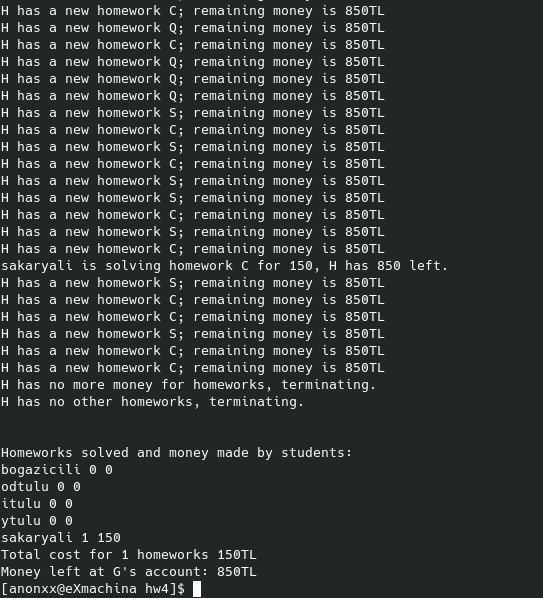 H has a new homework C; remaining money is 850TL
H has a new homework Q; remaining money is 850TL
H has a new homework C; remaining money is 850TL
H has a new homework Q; remaining money is 850TL
H has a new homework Q; remaining money is 850TL
H has a new homework Q; remaining money is 850TL
H has a new homework S; remaining money is 850TL
H has a new homework C; remaining money is 850TL
H has a new homework S; remaining money is 850TL
H has a new homework C; remaining money is 850TL
H has a new homework S; remaining money is 850TL
H has a new homework S; remaining money is 850TL
H has a new homework C; remaining money is 850TL
H has a new homework S; remaining money is 850TL
H has a new homework C; remaining money is 850TL
sakaryali is solving homework C for 150, H has 850 left.
H has a new homework S; remaining money is 850TL
H has a new homework C; remaining money is 850TL
H has a new homework C; remaining money is 850TL
H has a new homework S; remaining money is 850TL
H has a new homework C; remaining money is 850TL
H has a new homework C; remaining money is 850TL
H has no more money for homeworks, terminating.
H has no other homeworks, terminating.
Homeworks solved and money made by students:
bogazicili 0 0
odtulu 0 0
itulu 0 0
ytulu 0 0
sakaryali 1 150
Total cost for 1 homeworks 150TL
Money left at G's account: 850TL
[anonxx@eXmachina hw4]$